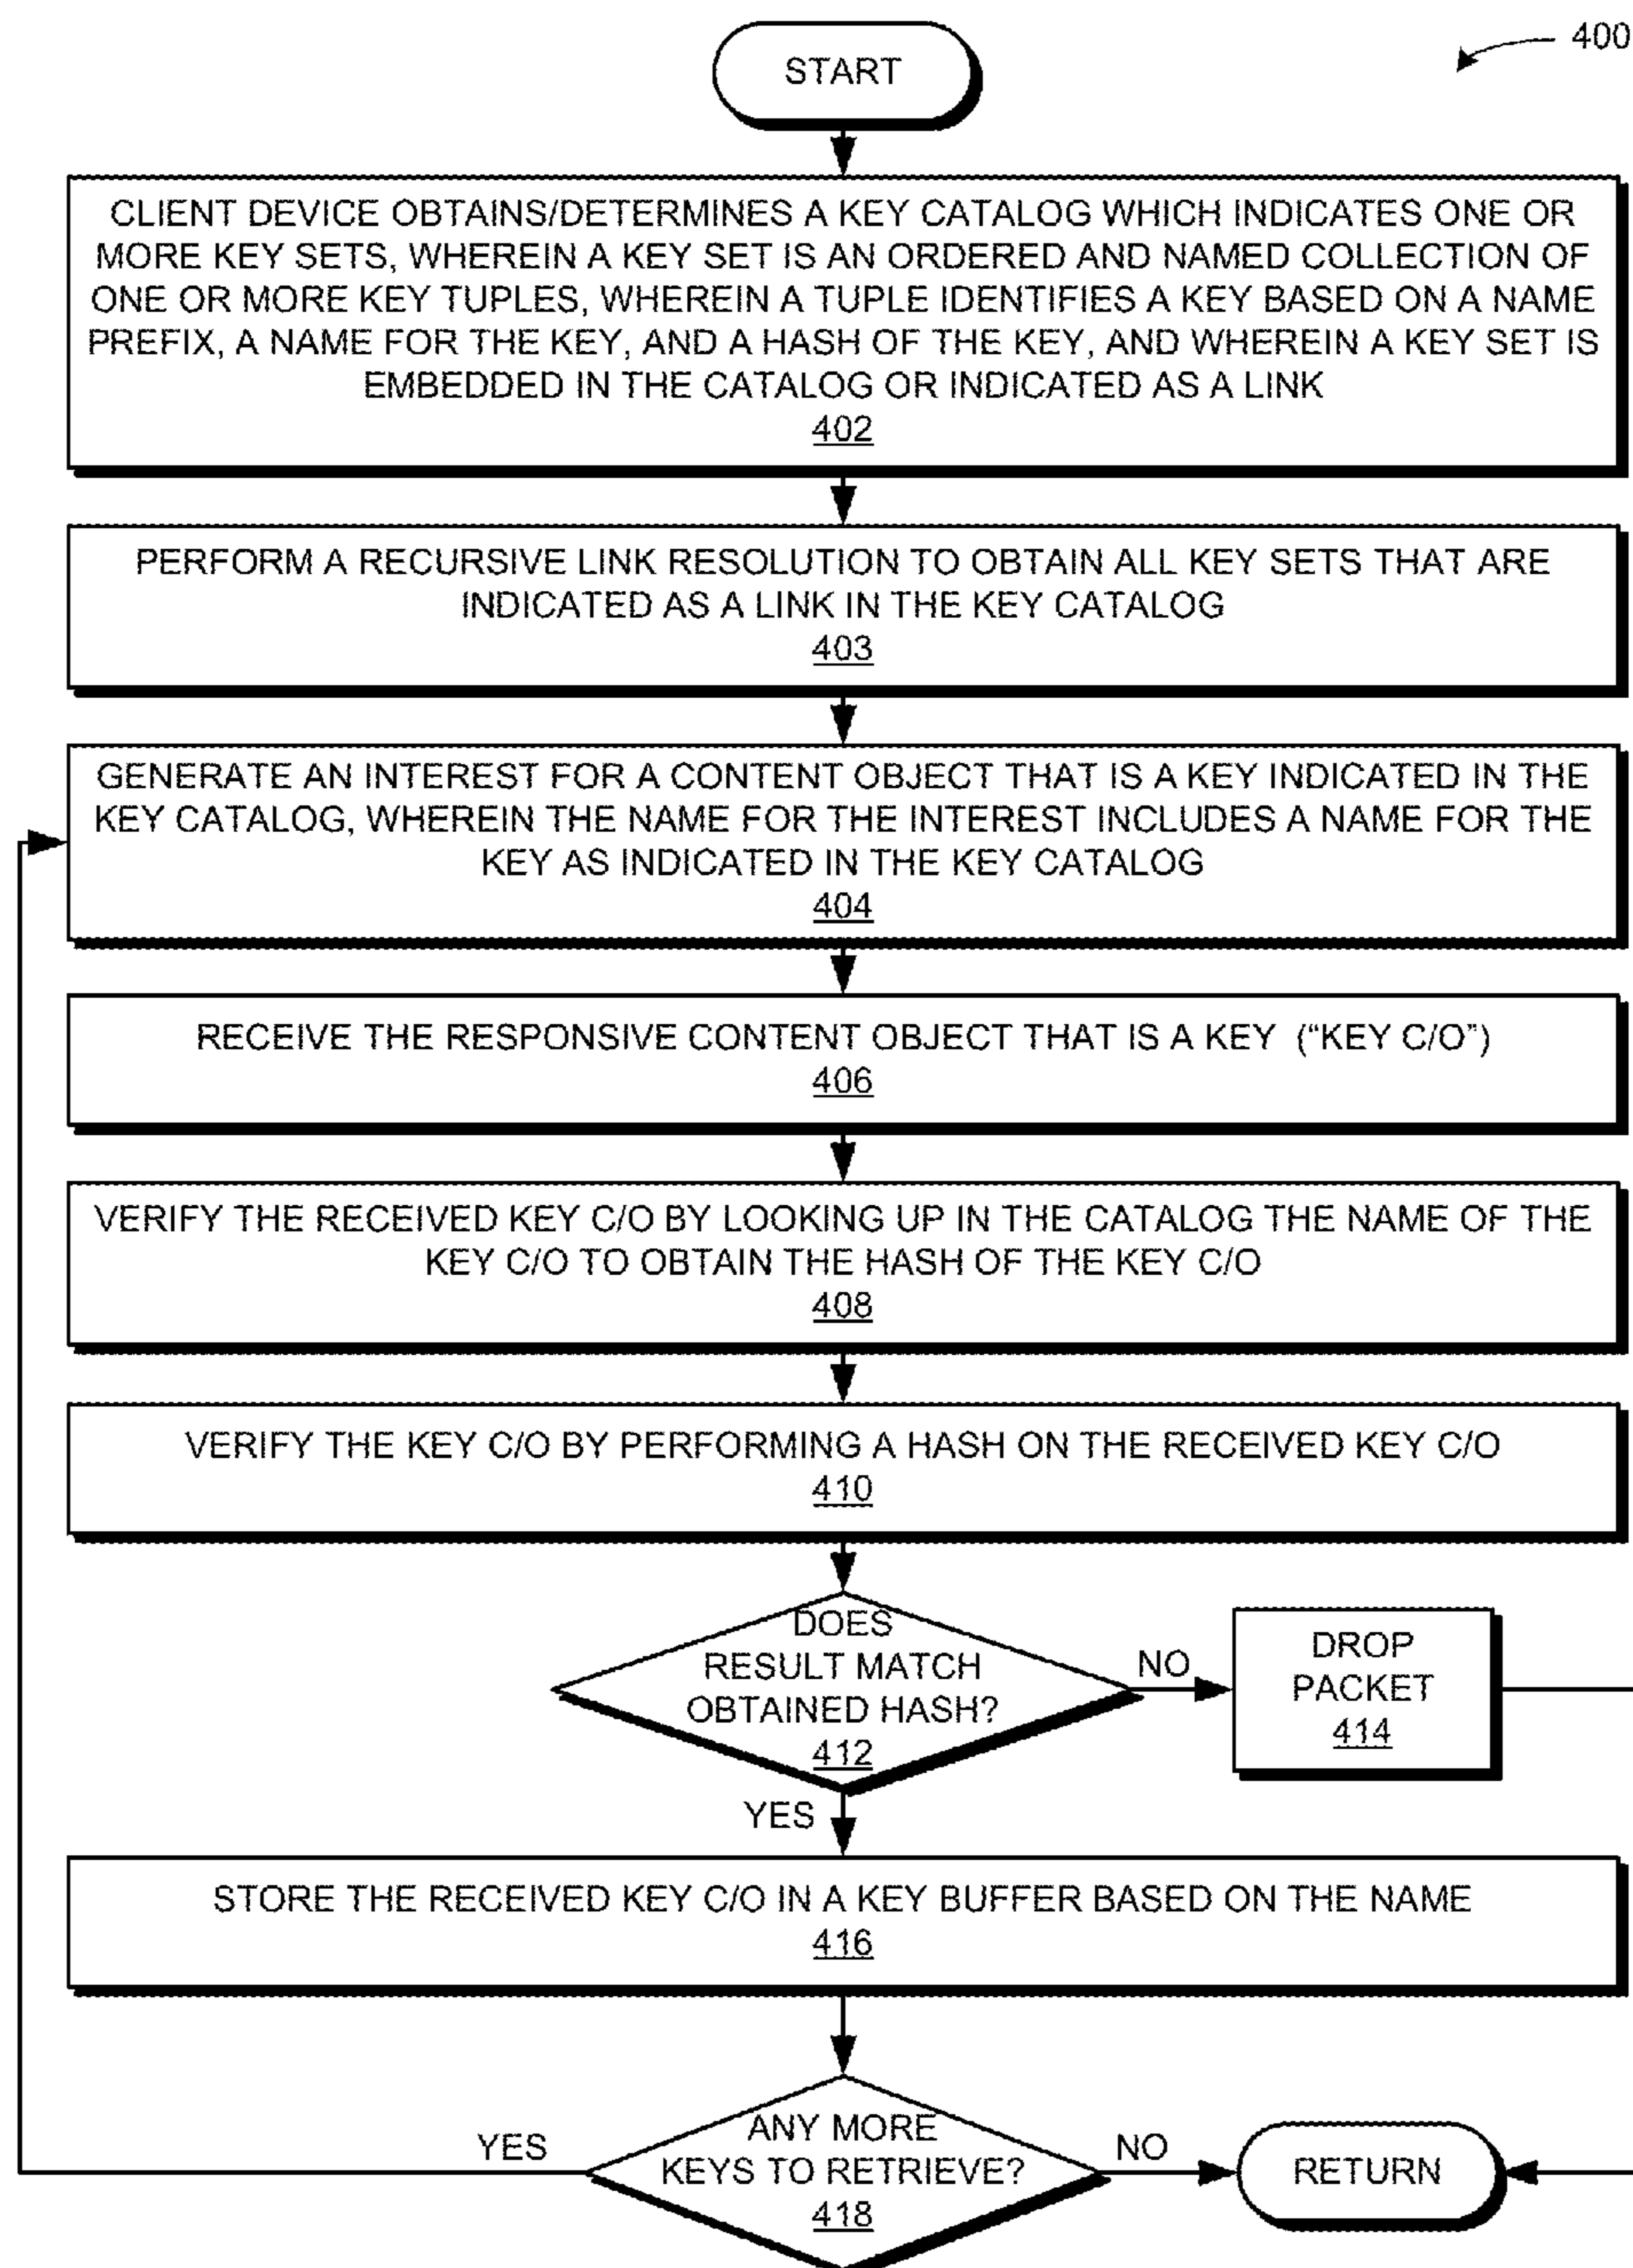 400
START
CLIENT DEVICE OBTAINS/DETERMINES A KEY CATALOG WHICH INDICATES ONE OR
MORE KEY SETS, WHEREIN A KEY SET IS AN ORDERED AND NAMED COLLECTION OF
ONE OR MORE KEY TUPLES, WHEREIN A TUPLE IDENTIFIES A KEY BASED ON A NAME
PREFIX, A NAME FOR THE KEY, AND A HASH OF THE KEY, AND WHEREIN A KEY SET IS
EMBEDDED IN THE CATALOG OR INDICATED AS A LINK
402
PERFORM A RECURSIVE LINK RESOLUTION TO OBTAIN ALL KEY SETS THAT ARE
INDICATED AS A LINK IN THE KEY CATALOG
403
GENERATE AN INTEREST FOR A CONTENT OBJECT THAT IS A KEY INDICATED IN THE
KEY CATALOG, WHEREIN THE NAME FOR THE INTEREST INCLUDES A NAME FOR THE
KEY AS INDICATED IN THE KEY CATALOG
404
RECEIVE THE RESPONSIVE CONTENT OBJECT THAT IS A KEY (“KEY C/O”)
406
VERIFY THE RECEIVED KEY C/O BY LOOKING UP IN THE CATALOG THE NAME OF THE
KEY C/O TO OBTAIN THE HASH OF THE KEY C/O
408
VERIFY THE KEY C/O BY PERFORMING A HASH ON THE RECEIVED KEY C/O
410
DOES
RESULT MATCH
OBTAINED HASH?
412
NO
DROP
PACKET
414
YES
STORE THE RECEIVED KEY C/O IN A KEY BUFFER BASED ON THE NAME
416
ANY MORE
KEYS TO RETRIEVE?
418
YES
NO
RETURN